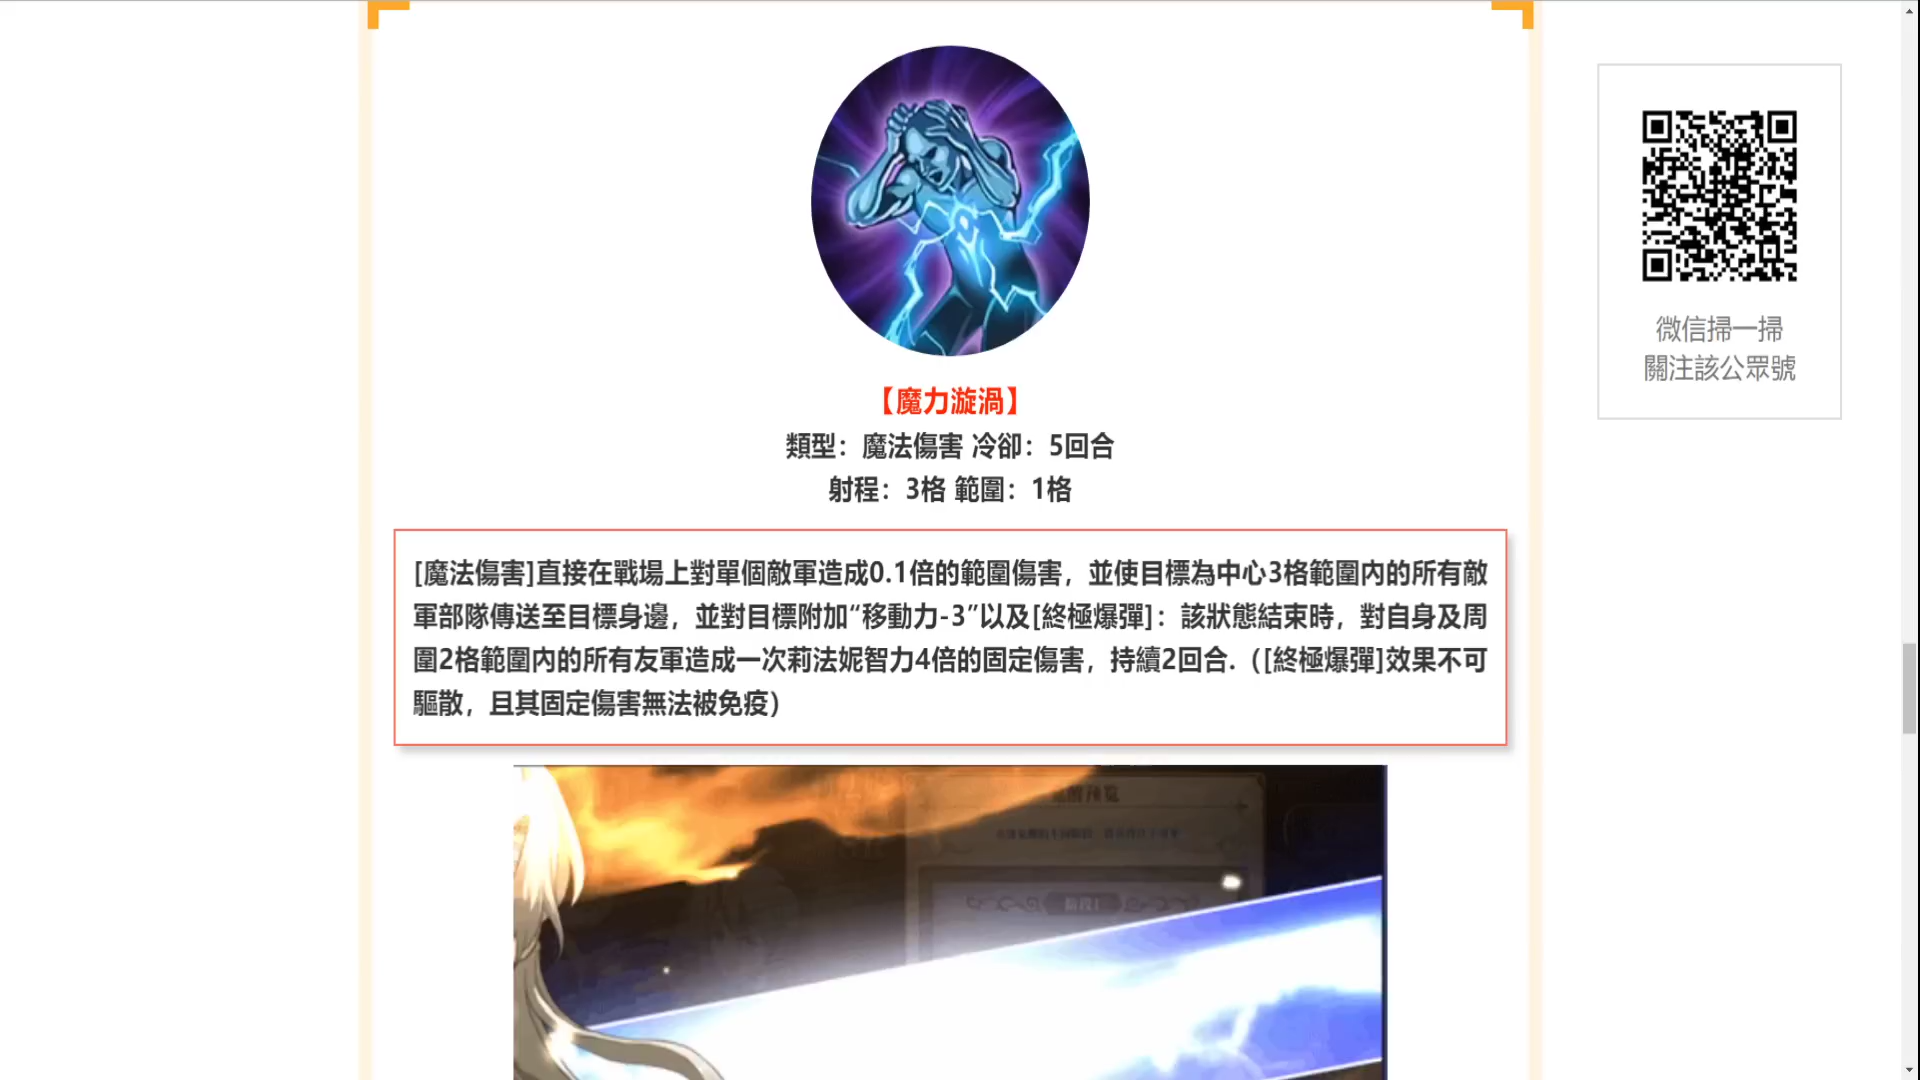 【魔力漩渦】
類型：魔法傷害 冷卻：5回合
射程：3格 範圍：1格
[魔法傷害]直接在戰場上對單個敵軍造成0.1倍的範圍傷害，並使目標為中心3格範圍內的所有敵
軍部隊傳送至目標身邊，並對目標附加“移動力-3”以及[終極爆彈]：該狀態結束時，對自身及周
圍2格範圍內的所有友軍造成一次莉法妮智力4倍的固定傷害，持續2回合.（[終極爆彈]效果不可
驅散，且其固定傷害無法被免疫）
微信掃一掃
關注該公眾號